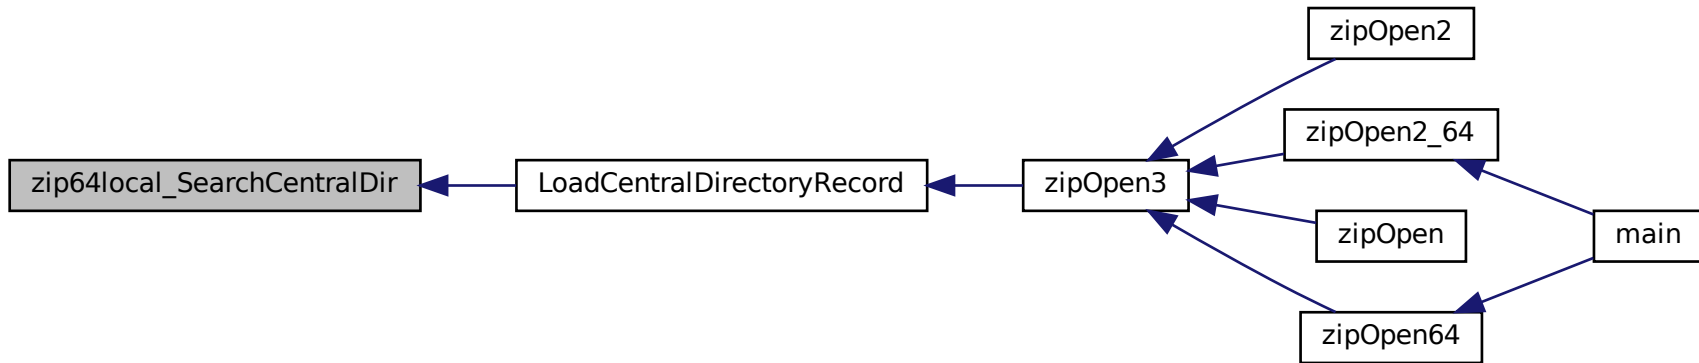 zip64local_SearchCentralDir
LoadCentralDirectoryRecord
zipOpen3
zipOpen2
zipOpen2_64
zipOpen
zipOpen64
main